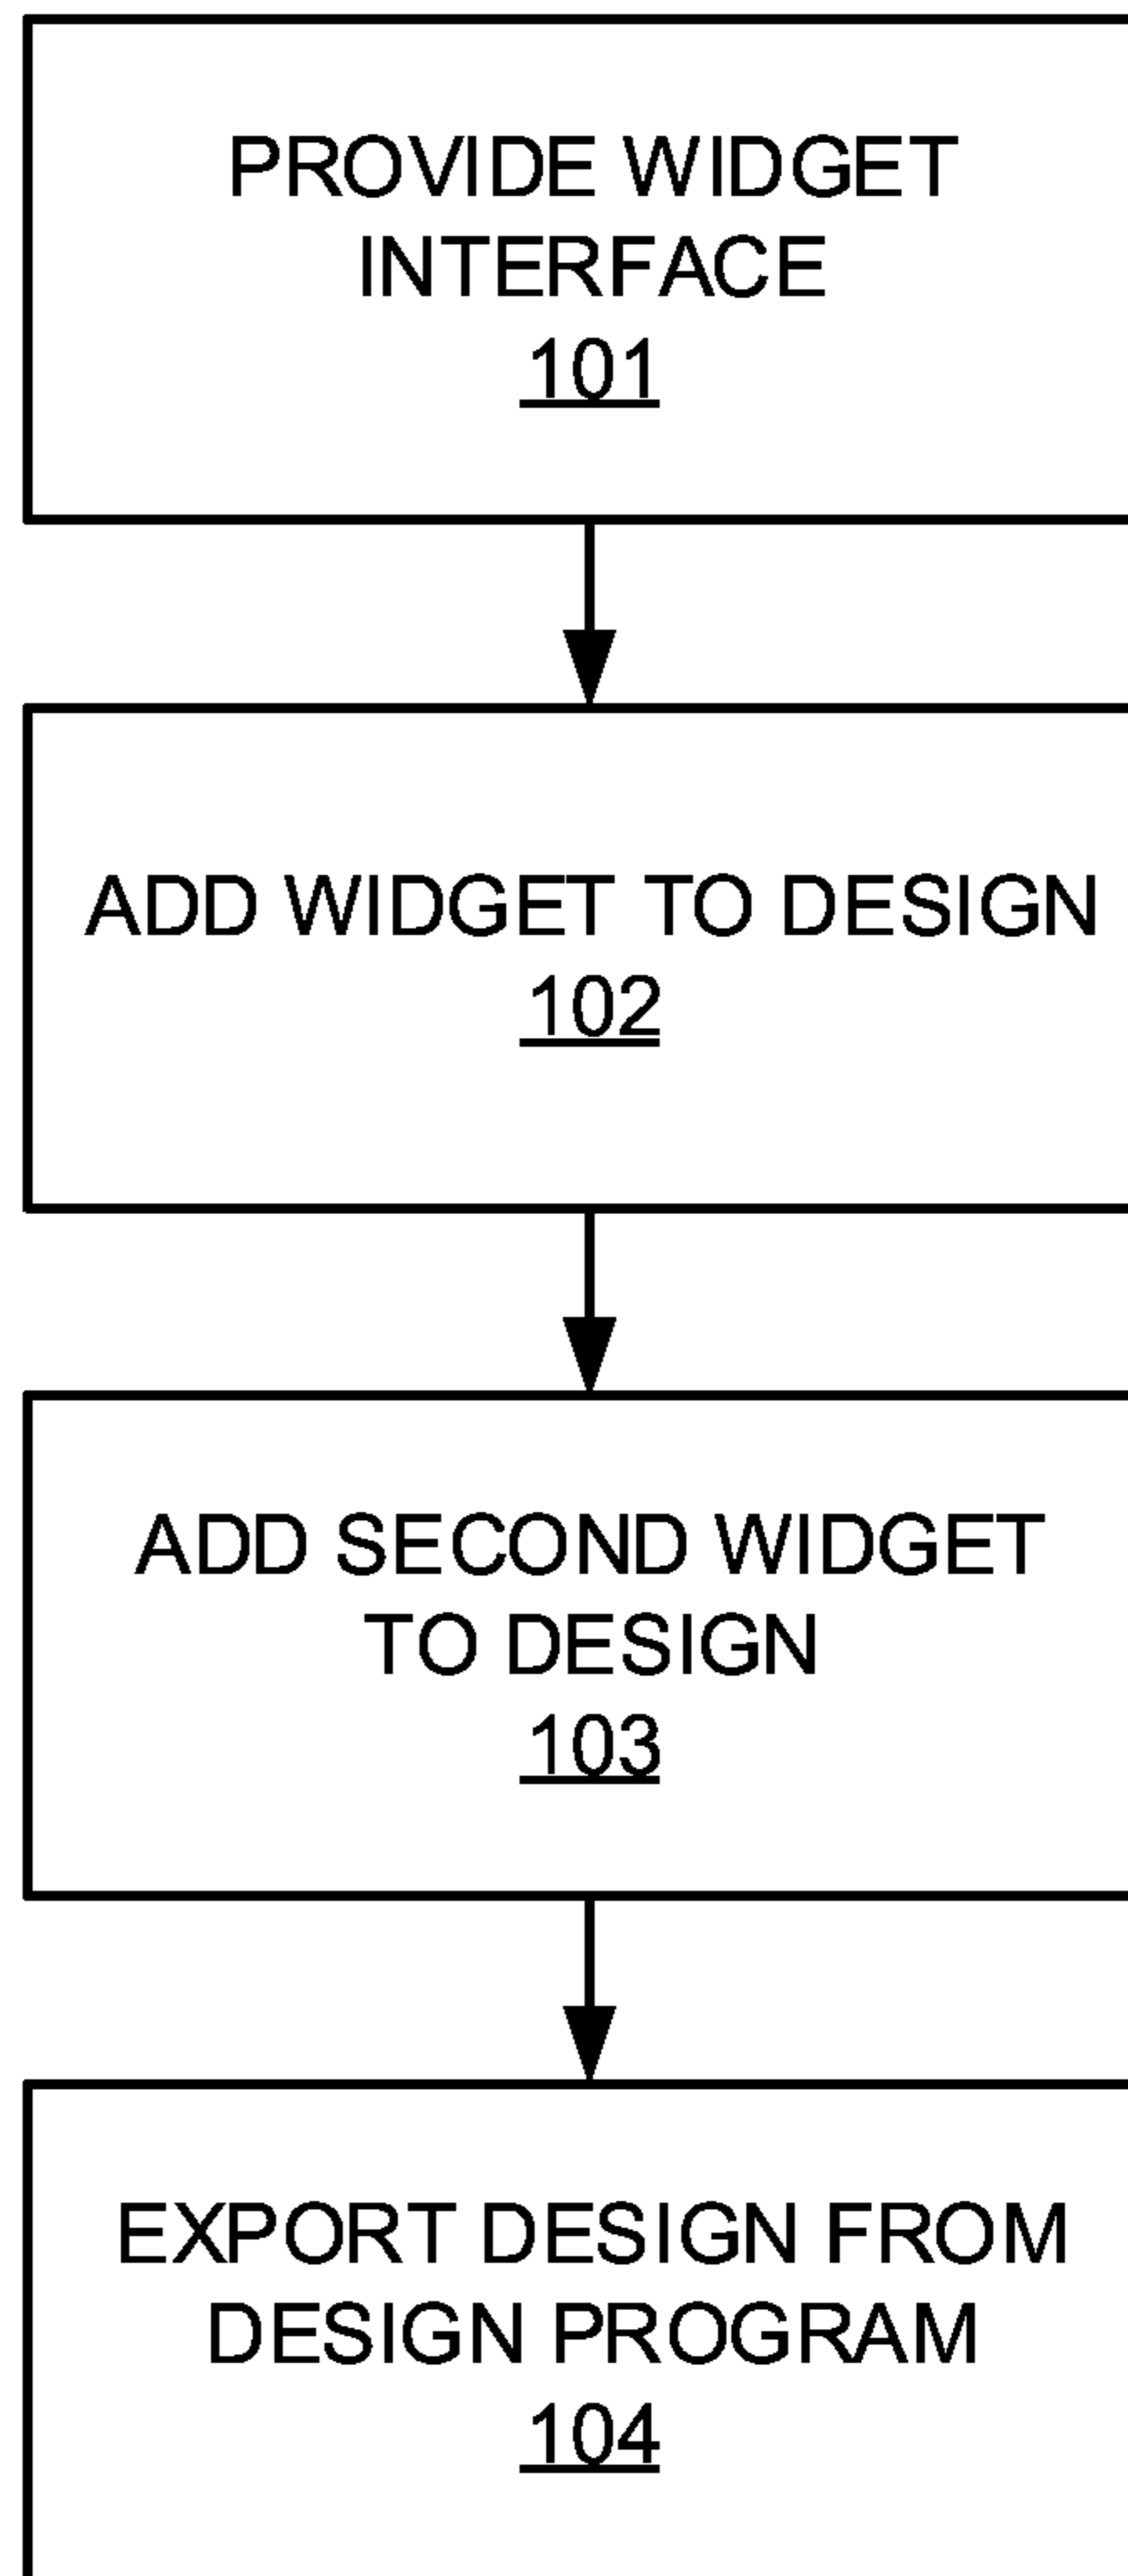 PROVIDE WIDGET
INTERFACE
101
ADD WIDGET TO DESIGN
102
ADD SECOND WIDGET
TO DESIGN
103
EXPORT DESIGN FROM
DESIGN PROGRAM
104